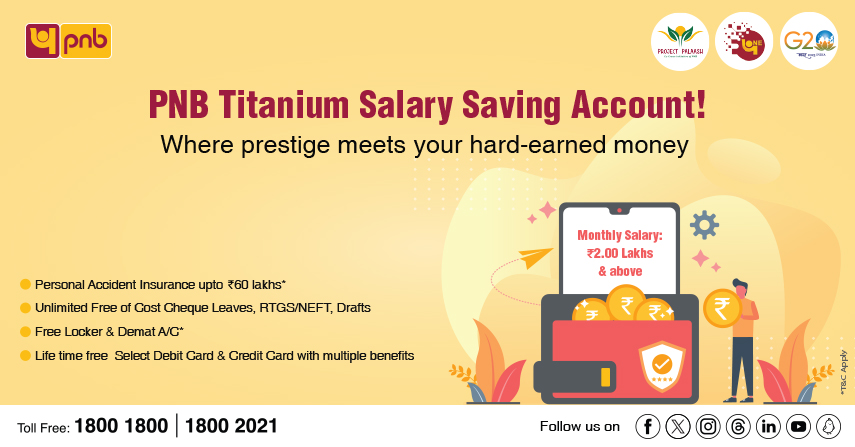 पनb pnb
PROJECT PALAASH
ONE
G20
PNB Titanium Salary Saving Account!
Where prestige meets your hard-earned money
Monthly Salary:
₹2.00 Lakhs
& above
Personal Accident Insurance upto ₹60 lakhs*
Unlimited Free of Cost Cheque Leaves, RTGS/NEFT, Drafts
Free Locker & Demat A/C*
Life time free Select Debit Card & Credit Card with multiple benefits
*T&C Apply
Toll Free: 1800 1800 | 1800 2021
Follow us on